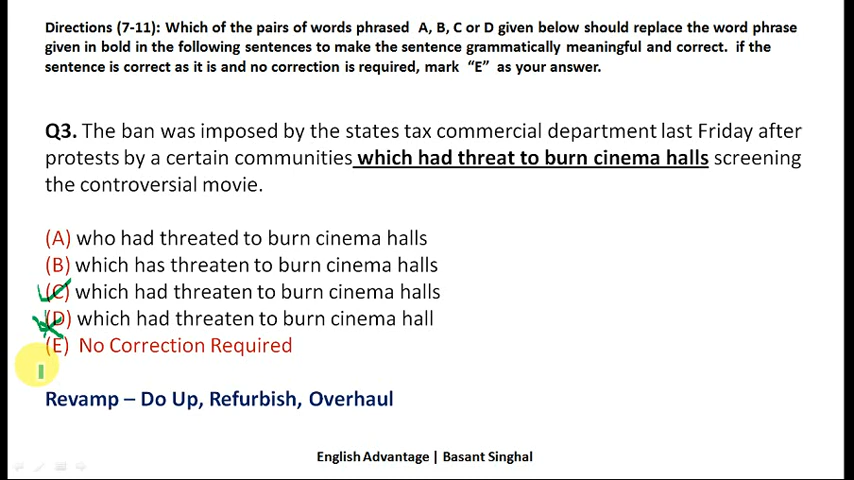 Directions (7-11): Which of the pairs of words phrased A, B, C or D given below should replace the word phrase
given in bold in the following sentences to make the sentence grammatically meaningful and correct. if the
sentence is correct as it is and no correction is required, mark “E” as your answer.
Q3. The ban was imposed by the states tax commercial department last Friday after
protests by a certain communities which had threat to burn cinema halls screening
the controversial movie.
(A) who had threated to burn cinema halls
(B) which has threaten to burn cinema halls
(C) which had threaten to burn cinema halls
(D) which had threaten to burn cinema hall
(E) No Correction Required
Revamp – Do Up, Refurbish, Overhaul
English Advantage | Basant Singhal